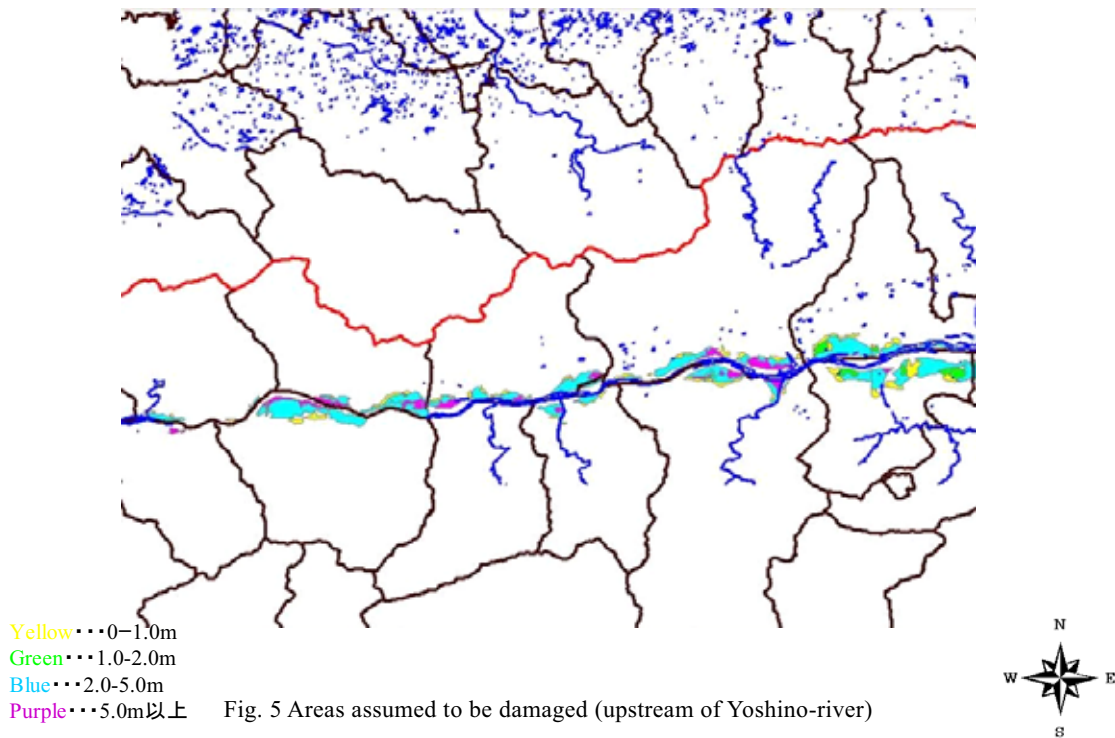 Yellow・・・0−1.0m
Green・・・1.0-2.0m
Blue・・・2.0-5.0m
Purple・・・5.0m以上
Fig. 5 Areas assumed to be damaged (upstream of Yoshino-river)
N
W E
S